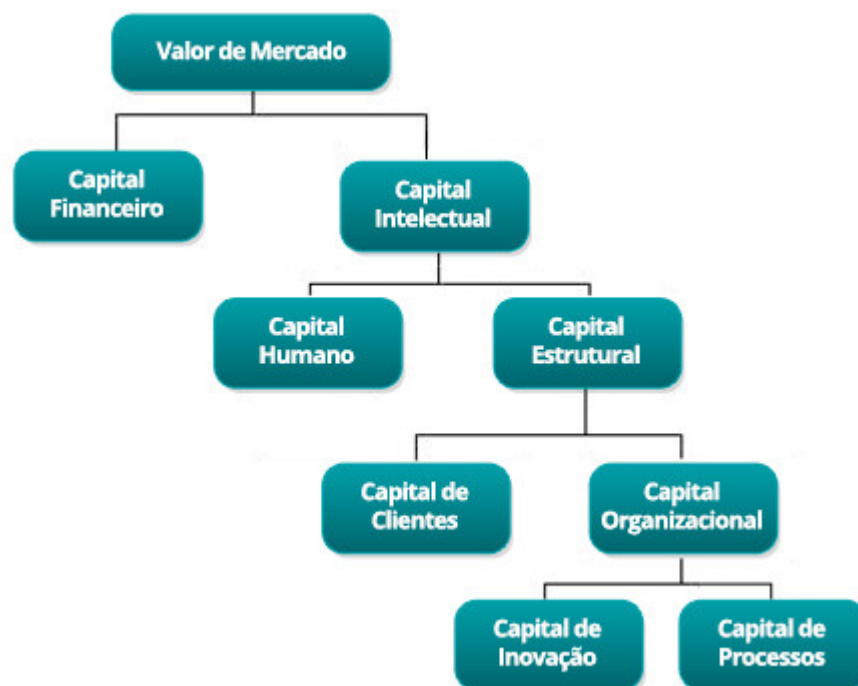 Valor de Mercado
Capital
Financeiro
Capital
Intelectual
Capital
Humano
Capital
Estrutural
Capital de
Clientes
Capital
Organizacional
Capital de
Inovação
Capital de
Processos